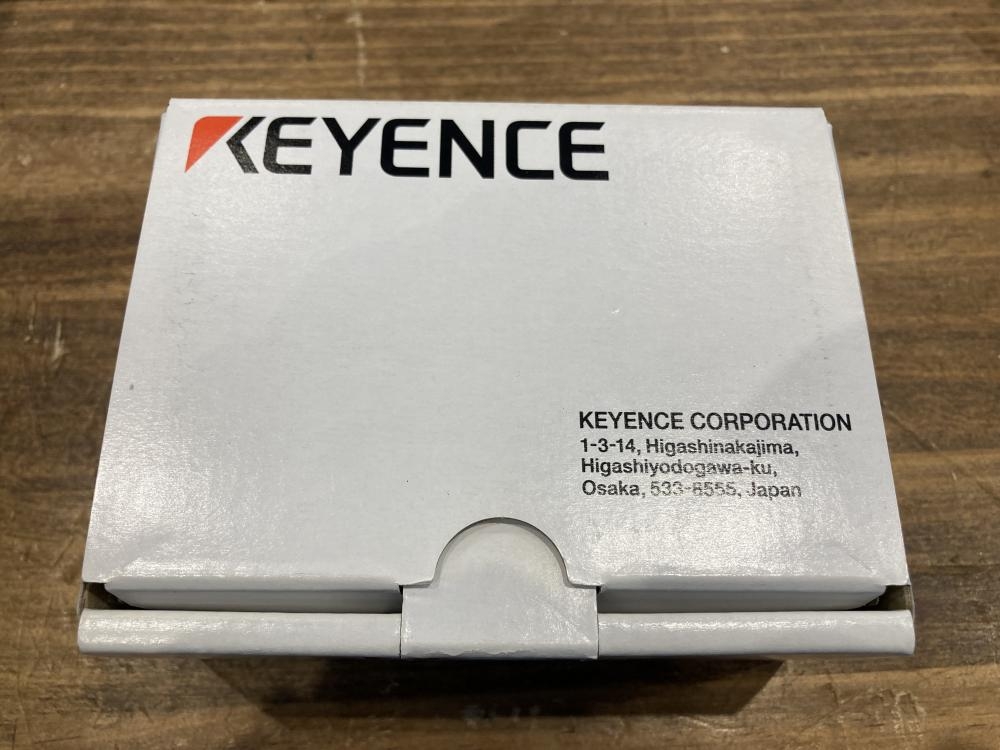 KEYENCE
KEYENCE CORPORATION
1-3-14, Higashinakajima,
Higashiyodogawa-ku,
Osaka, 533-8555, Japan